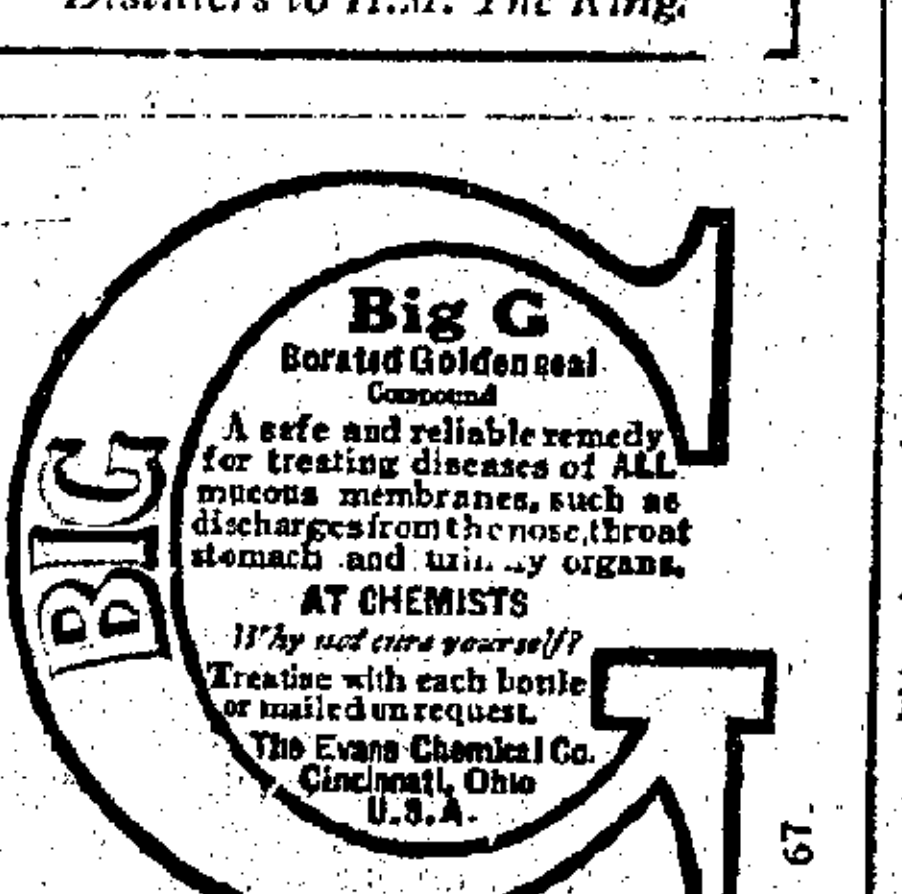 Distillers to H.M. The King.
BIG
Big G
Borated Goldenseal
Compound
A safe and reliable remedy
for treating diseases of ALL
mucous membranes, such as
discharges from the nose, throat
stomach and organs.
AT CHEMISTS
Why not cure yourself?
Treatise with each bottle
or mailed on request.
The Evans Chemical Co.
Cincinnati, Ohio
U.S.A.
67.